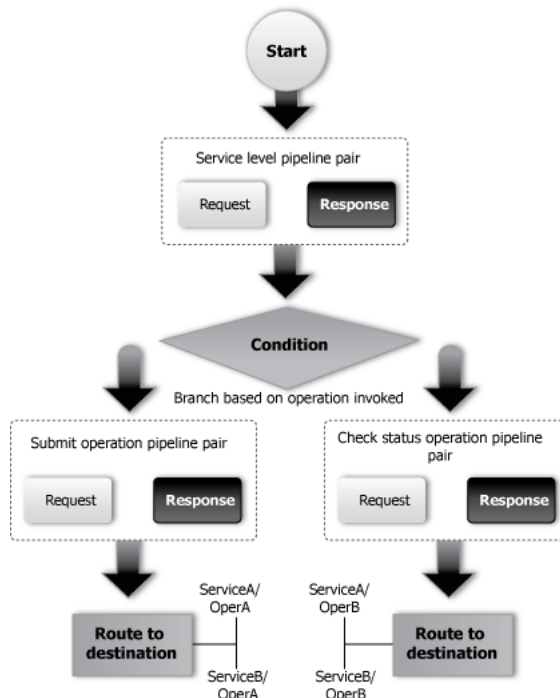 Start
Service level pipeline pair
Request
Response
Condition
Branch based on operation invoked
Submit operation pipeline pair
Request
Response
Check status operation pipeline
pair
Request
Response
Route to
destination
ServiceA/
OperA
ServiceB/
OperA
ServiceA/
OperB
ServiceB/
OperB
Route to
destination